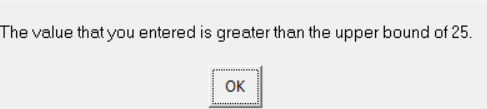 The value that you entered is greater than the upper bound of 25.
OK